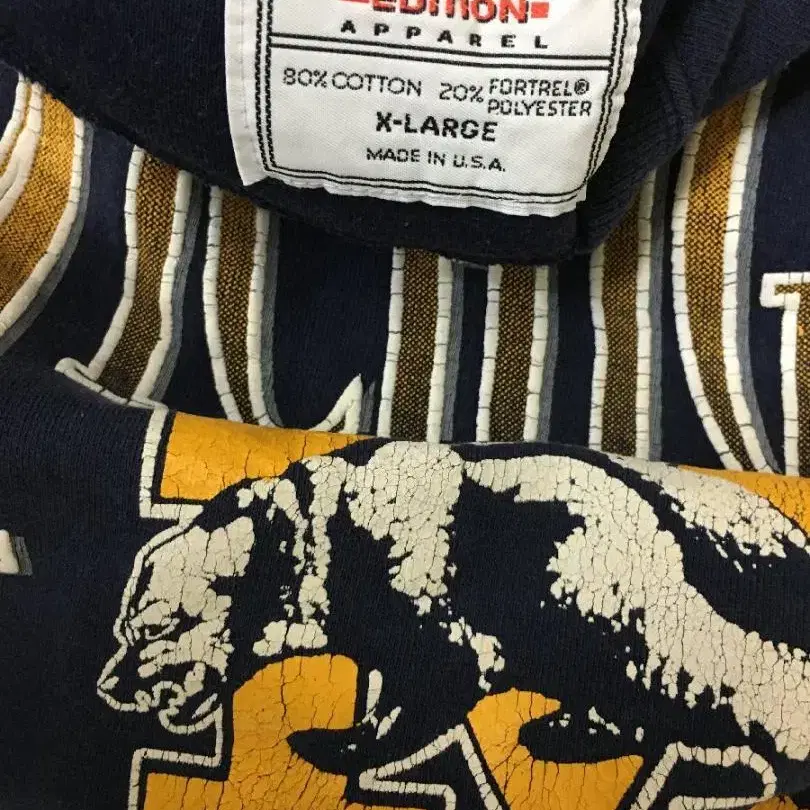 EDITION
APPAREL
80% COTTON 20% FORTREL®
POLYESTER
X-LARGE
MADE IN U.S.A.